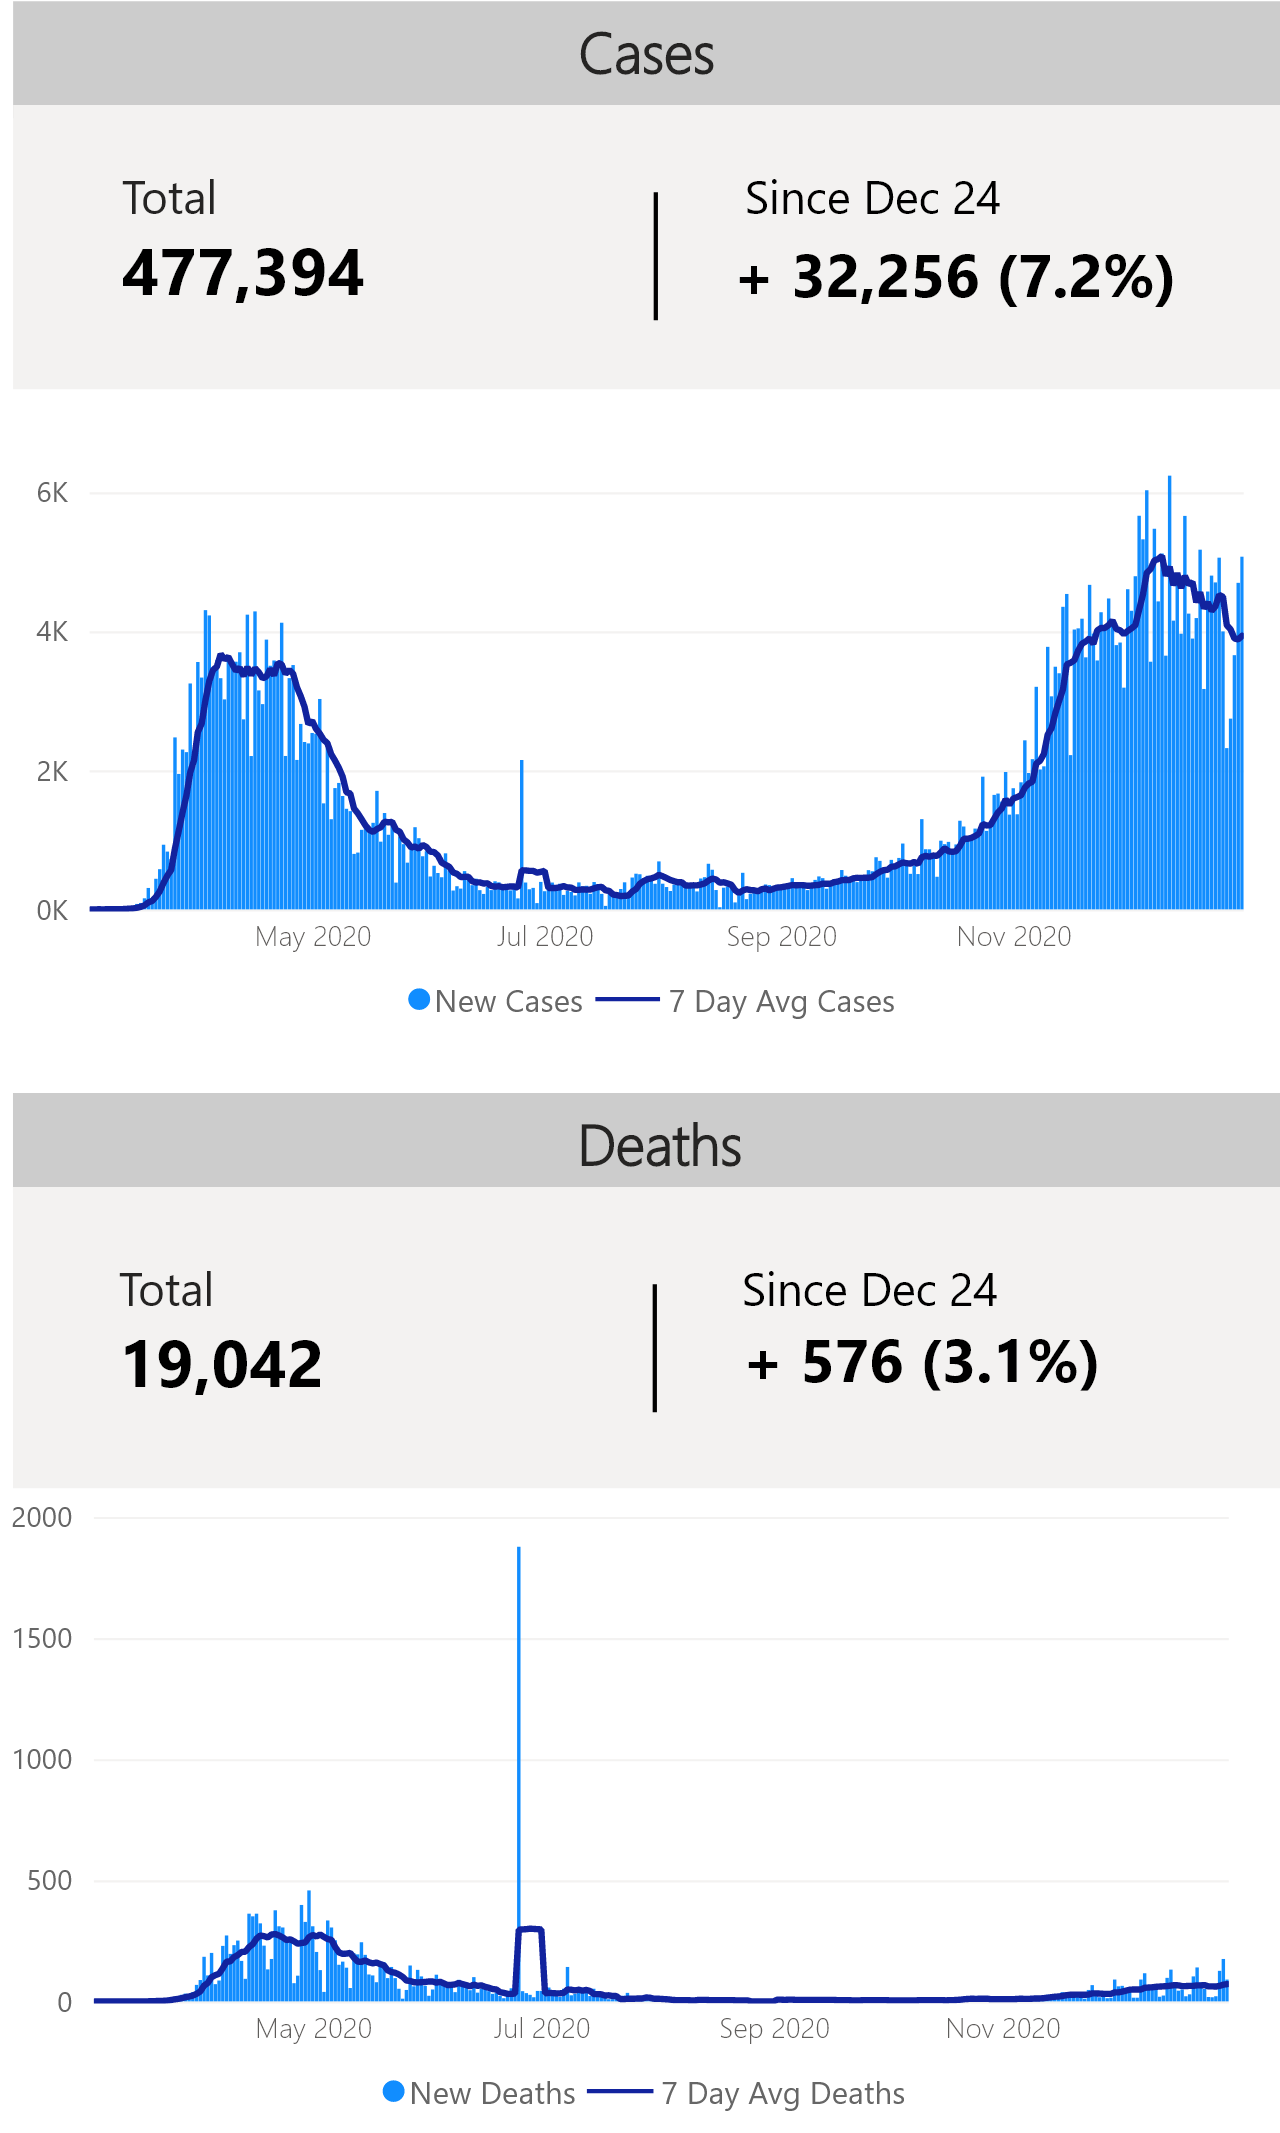 Cases
Total
Since Dec 24
477,394
+ 32,256 (7.2%)
6K
4K
2K
0K
May 2020
Jul 2020
Sep 2020
Nov 2020
New Cases
7 Day Avg Cases
Deaths
Total
Since Dec 24
19,042
+ 576 (3.1%)
2000
1500
1000
500
0
May 2020
Jul 2020
Sep 2020
Nov 2020
New Deaths
7 Day Avg Deaths